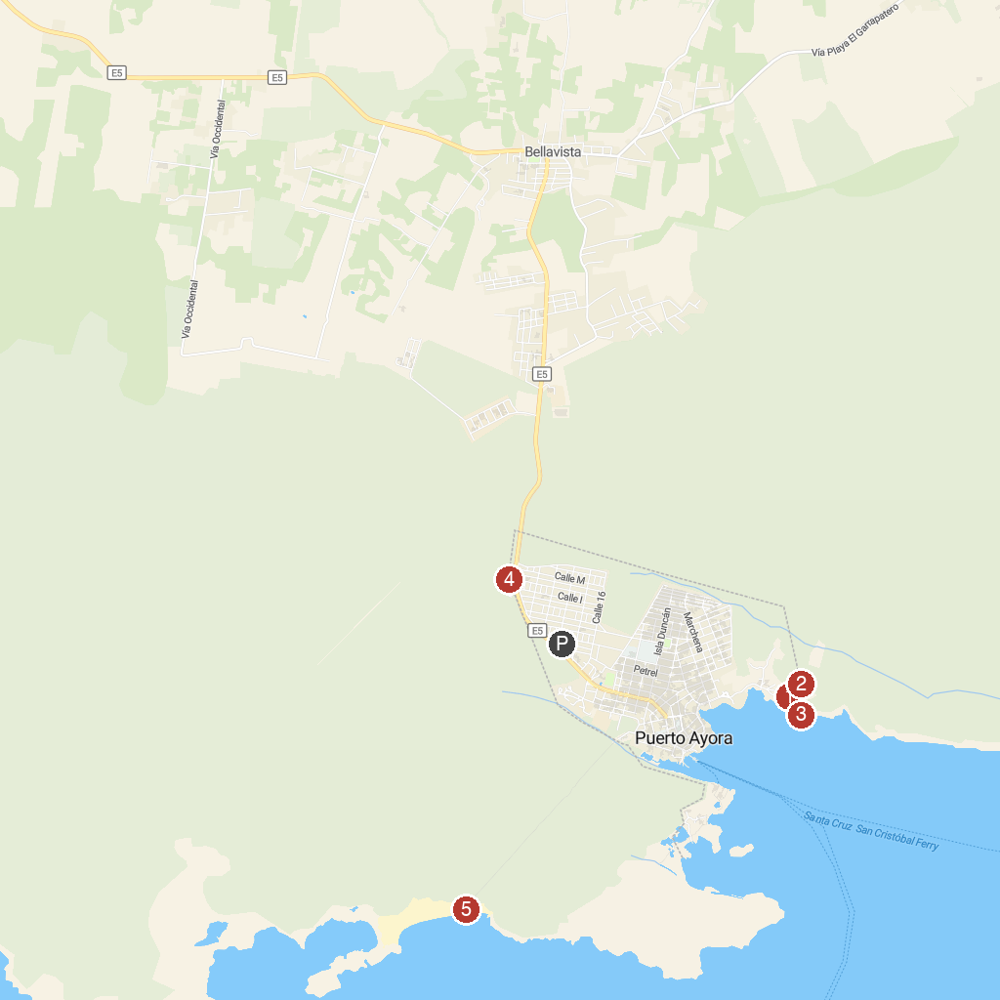 Vía Playa El Garrapatero
E5
E5
Vía Occidental
Bellavista
Vía Occidental
E5
4
Calle M
Calle I
Calle 16
Isla Duncán
Marchena
E5
P
Petrel
2
3
Puerto Ayora
Santa Cruz San Cristóbal Ferry
5